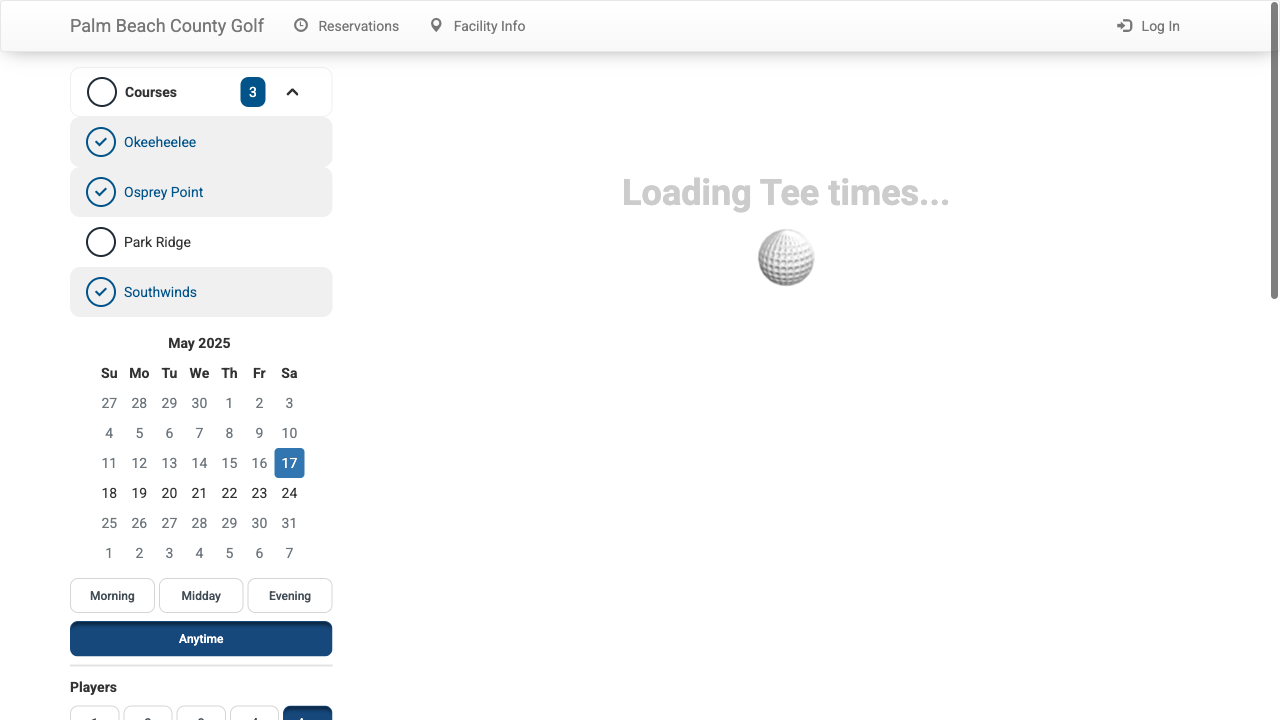 Palm Beach County Golf Reservations Facility Info Log In
Courses 3
Okeeheelee
Osprey Point
Park Ridge
Southwinds
May 2025
Su Mo Tu We Th Fr Sa
27 28 29 30 1 2 3
4 5 6 7 8 9 10
11 12 13 14 15 16 17
18 19 20 21 22 23 24
25 26 27 28 29 30 31
1 2 3 4 5 6 7
Morning Midday Evening
Anytime
Players
Loading Tee times...